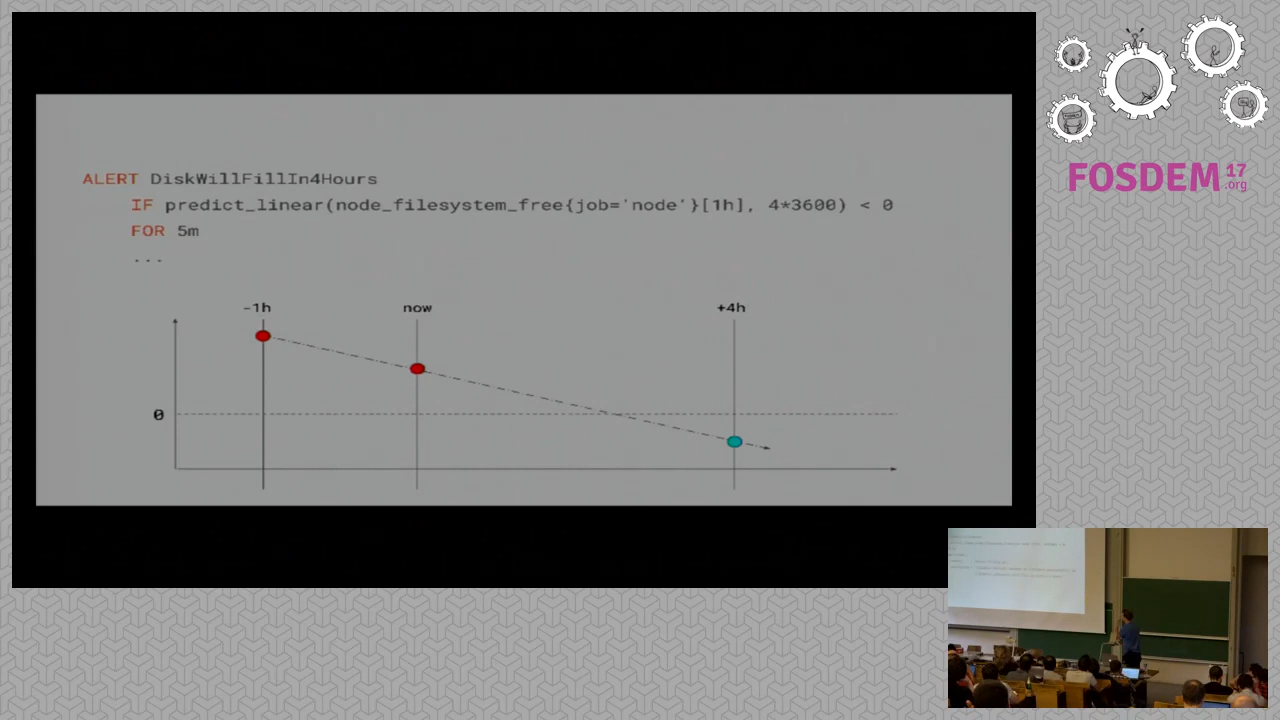 ALERT DiskWillFillIn4Hours
IF predict_linear(node_filesystem_free{job='node'}[1h], 4*3600) < 0
FOR 5m
...
-1h now +4h
0
FOSDEM 17 .org